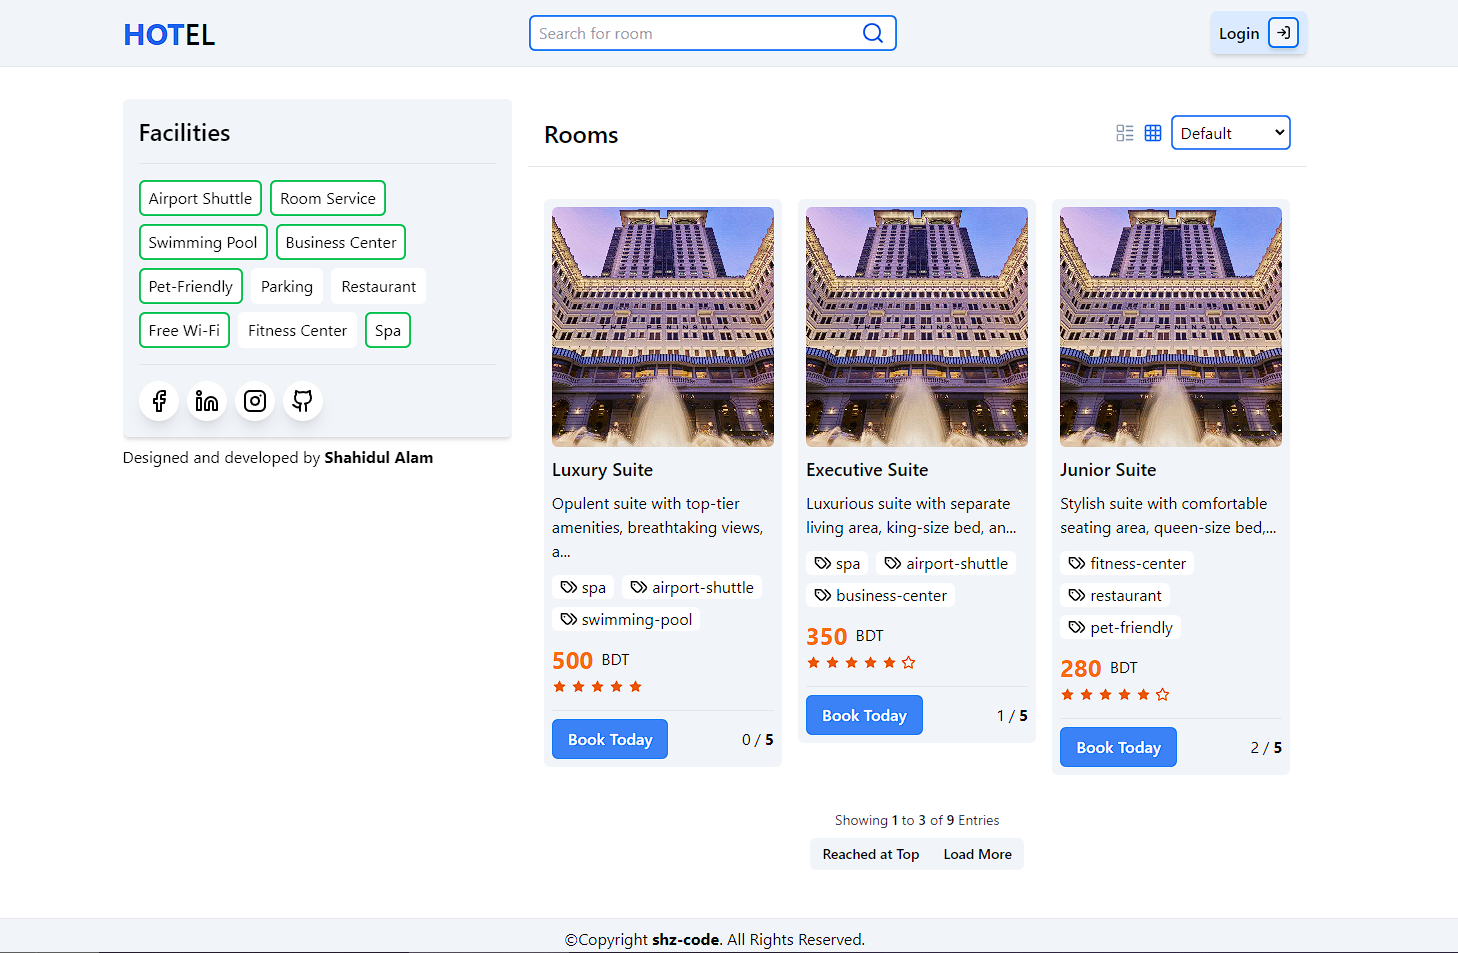 HOTEL
Search for room
Login
Facilities
Airport Shuttle
Room Service
Swimming Pool
Business Center
Pet-Friendly
Parking
Restaurant
Free Wi-Fi
Fitness Center
Spa
Designed and developed by Shahidul Alam
Rooms
Default
THE PENINSULA
Luxury Suite
Opulent suite with top-tier
amenities, breathtaking views,
a...
spa
airport-shuttle
swimming-pool
500 BDT
Book Today
0 / 5
THE PENINSULA
Executive Suite
Luxurious suite with separate
living area, king-size bed, an...
spa
airport-shuttle
business-center
350 BDT
Book Today
1 / 5
THE PENINSULA
Junior Suite
Stylish suite with comfortable
seating area, queen-size bed,...
fitness-center
restaurant
pet-friendly
280 BDT
Book Today
2 / 5
Showing 1 to 3 of 9 Entries
Reached at Top
Load More
©Copyright shz-code. All Rights Reserved.